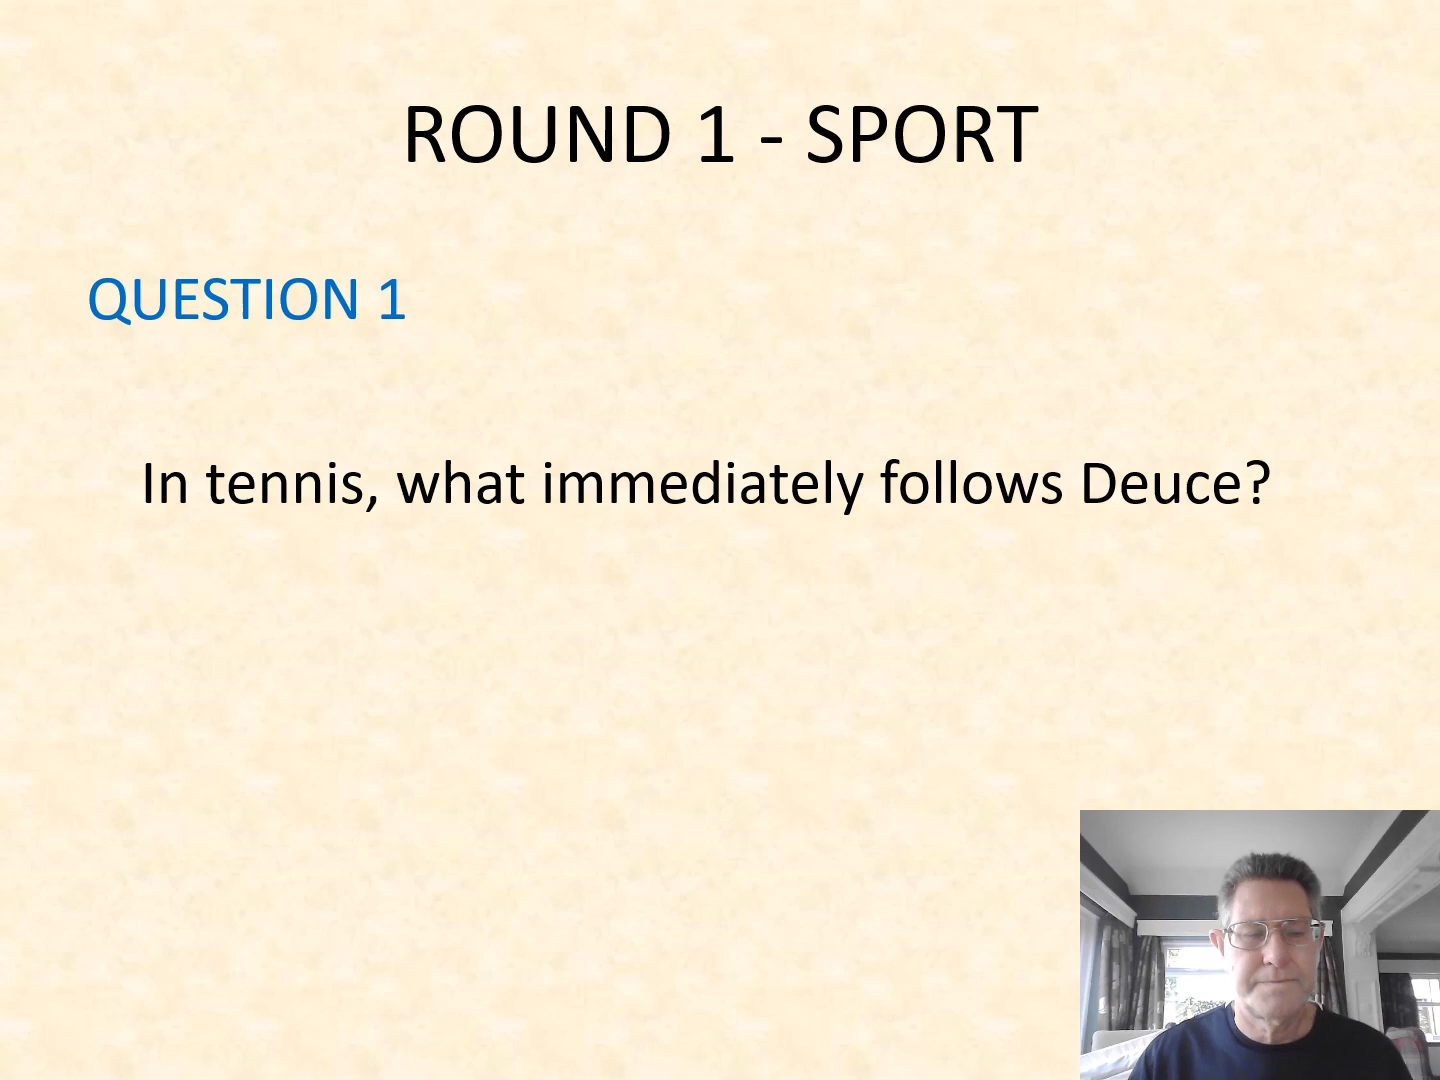 ROUND 1 - SPORT
QUESTION 1
In tennis, what immediately follows Deuce?